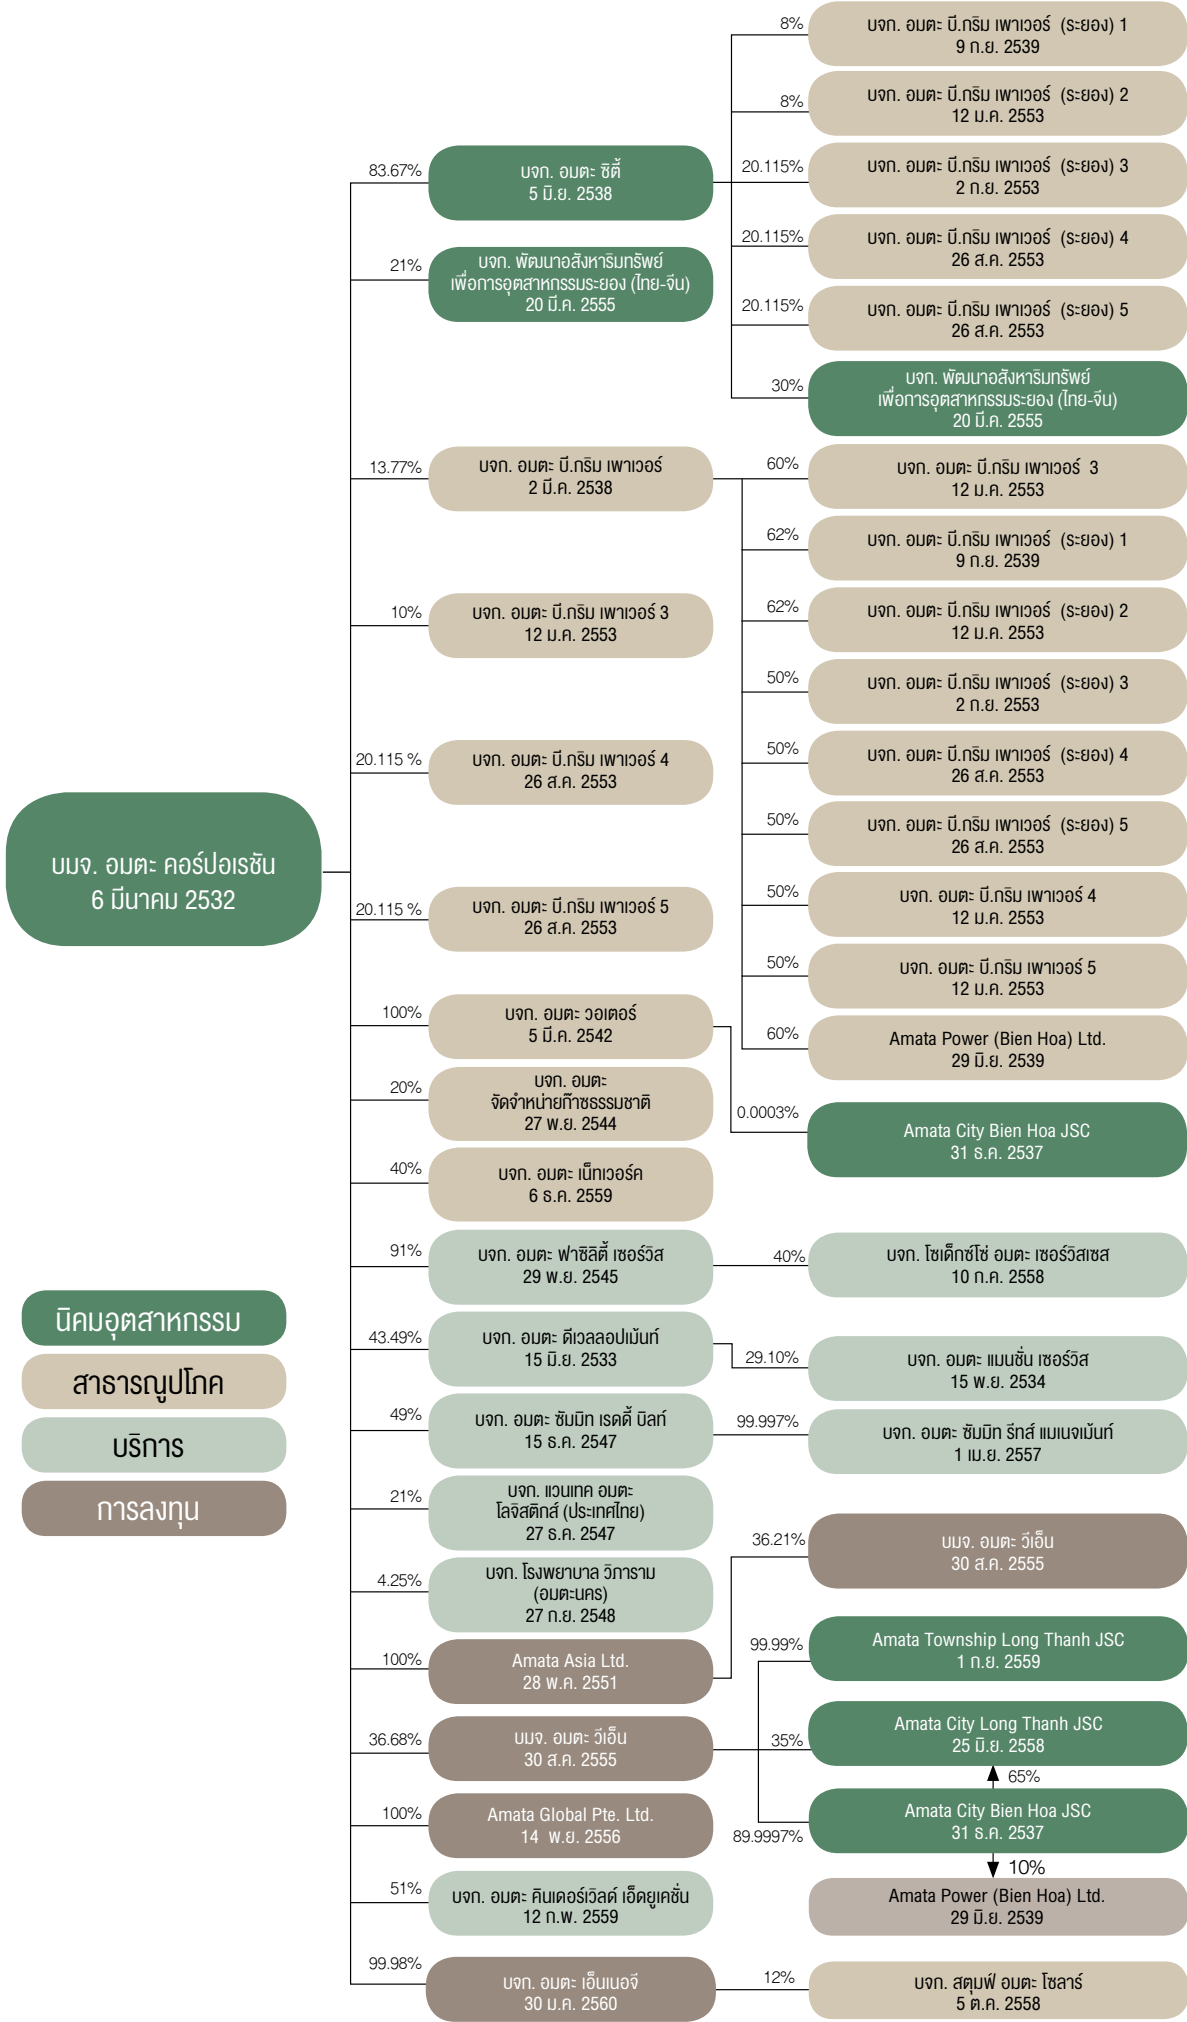 8%
บจก. อมตะ บี.กริม เพาเวอร์ (ระยอง) 1
9 ก.ย. 2539
8%
บจก. อมตะ บี.กริม เพาเวอร์ (ระยอง) 2
12 ม.ค. 2553
83.67%
บจก. อมตะ ซิตี้
5 มิ.ย. 2538
20.115%
บจก. อมตะ บี.กริม เพาเวอร์ (ระยอง) 3
2 ก.ย. 2553
20.115%
บจก. อมตะ บี.กริม เพาเวอร์ (ระยอง) 4
26 ส.ค. 2553
21%
บจก. พัฒนาอสังหาริมทรัพย์
เพื่อการอุตสาหกรรมระยอง (ไทย-จีน)
20 มี.ค. 2555
20.115%
บจก. อมตะ บี.กริม เพาเวอร์ (ระยอง) 5
26 ส.ค. 2553
30%
บจก. พัฒนาอสังหาริมทรัพย์
เพื่อการอุตสาหกรรมระยอง (ไทย-จีน)
20 มี.ค. 2555
13.77%
บจก. อมตะ บี.กริม เพาเวอร์
2 มี.ค. 2538
60%
บจก. อมตะ บี.กริม เพาเวอร์ 3
12 ม.ค. 2553
62%
บจก. อมตะ บี.กริม เพาเวอร์ (ระยอง) 1
9 ก.ย. 2539
10%
บจก. อมตะ บี.กริม เพาเวอร์ 3
12 ม.ค. 2553
62%
บจก. อมตะ บี.กริม เพาเวอร์ (ระยอง) 2
12 ม.ค. 2553
50%
บจก. อมตะ บี.กริม เพาเวอร์ (ระยอง) 3
2 ก.ย. 2553
20.115 %
บจก. อมตะ บี.กริม เพาเวอร์ 4
26 ส.ค. 2553
50%
บจก. อมตะ บี.กริม เพาเวอร์ (ระยอง) 4
26 ส.ค. 2553
50%
บจก. อมตะ บี.กริม เพาเวอร์ (ระยอง) 5
26 ส.ค. 2553
บมจ. อมตะ คอร์ปอเรชัน
6 มีนาคม 2532
20.115 %
บจก. อมตะ บี.กริม เพาเวอร์ 5
26 ส.ค. 2553
50%
บจก. อมตะ บี.กริม เพาเวอร์ 4
12 ม.ค. 2553
50%
บจก. อมตะ บี.กริม เพาเวอร์ 5
12 ม.ค. 2553
100%
บจก. อมตะ วอเตอร์
5 มี.ค. 2542
60%
Amata Power (Bien Hoa) Ltd.
29 มิ.ย. 2539
20%
บจก. อมตะ
จัดจำหน่ายก๊าซธรรมชาติ
27 พ.ย. 2544
0.0003%
Amata City Bien Hoa JSC
31 ธ.ค. 2537
40%
บจก. อมตะ เน็ทเวอร์ค
6 ธ.ค. 2559
91%
บจก. อมตะ ฟาซิลิตี้ เซอร์วิส
29 พ.ย. 2545
40%
บจก. โซเด็กซ์โซ่ อมตะ เซอร์วิสเซส
10 ก.ค. 2558
นิคมอุตสาหกรรม
สาธารณูปโภค
บริการ
การลงทุน
43.49%
บจก. อมตะ ดีเวลลอปเม้นท์
15 มิ.ย. 2533
29.10%
บจก. อมตะ แมนชั่น เซอร์วิส
15 พ.ย. 2534
49%
บจก. อมตะ ซัมมิท เรดดี้ บิลท์
15 ธ.ค. 2547
99.997%
บจก. อมตะ ซัมมิท รีทส์ แมเนจเม้นท์
1 เม.ย. 2557
21%
บจก. แวนเทค อมตะ
โลจิสติกส์ (ประเทศไทย)
27 ธ.ค. 2547
36.21%
บมจ. อมตะ วีเอ็น
30 ส.ค. 2555
4.25%
บจก. โรงพยาบาล วิภาราม
(อมตะนคร)
27 ก.ย. 2548
100%
Amata Asia Ltd.
28 พ.ค. 2551
99.99%
Amata Township Long Thanh JSC
1 ก.ย. 2559
36.68%
บมจ. อมตะ วีเอ็น
30 ส.ค. 2555
35%
Amata City Long Thanh JSC
25 มิ.ย. 2558
65%
100%
Amata Global Pte. Ltd.
14 พ.ย. 2556
89.9997%
Amata City Bien Hoa JSC
31 ธ.ค. 2537
10%
51%
บจก. อมตะ คินเดอร์เวิลด์ เอ็ดยูเคชั่น
12 ก.พ. 2559
Amata Power (Bien Hoa) Ltd.
29 มิ.ย. 2539
99.98%
บจก. อมตะ เอ็นเนอจี
30 ม.ค. 2560
12%
บจก. สตุมฟ์ อมตะ โซลาร์
5 ต.ค. 2558